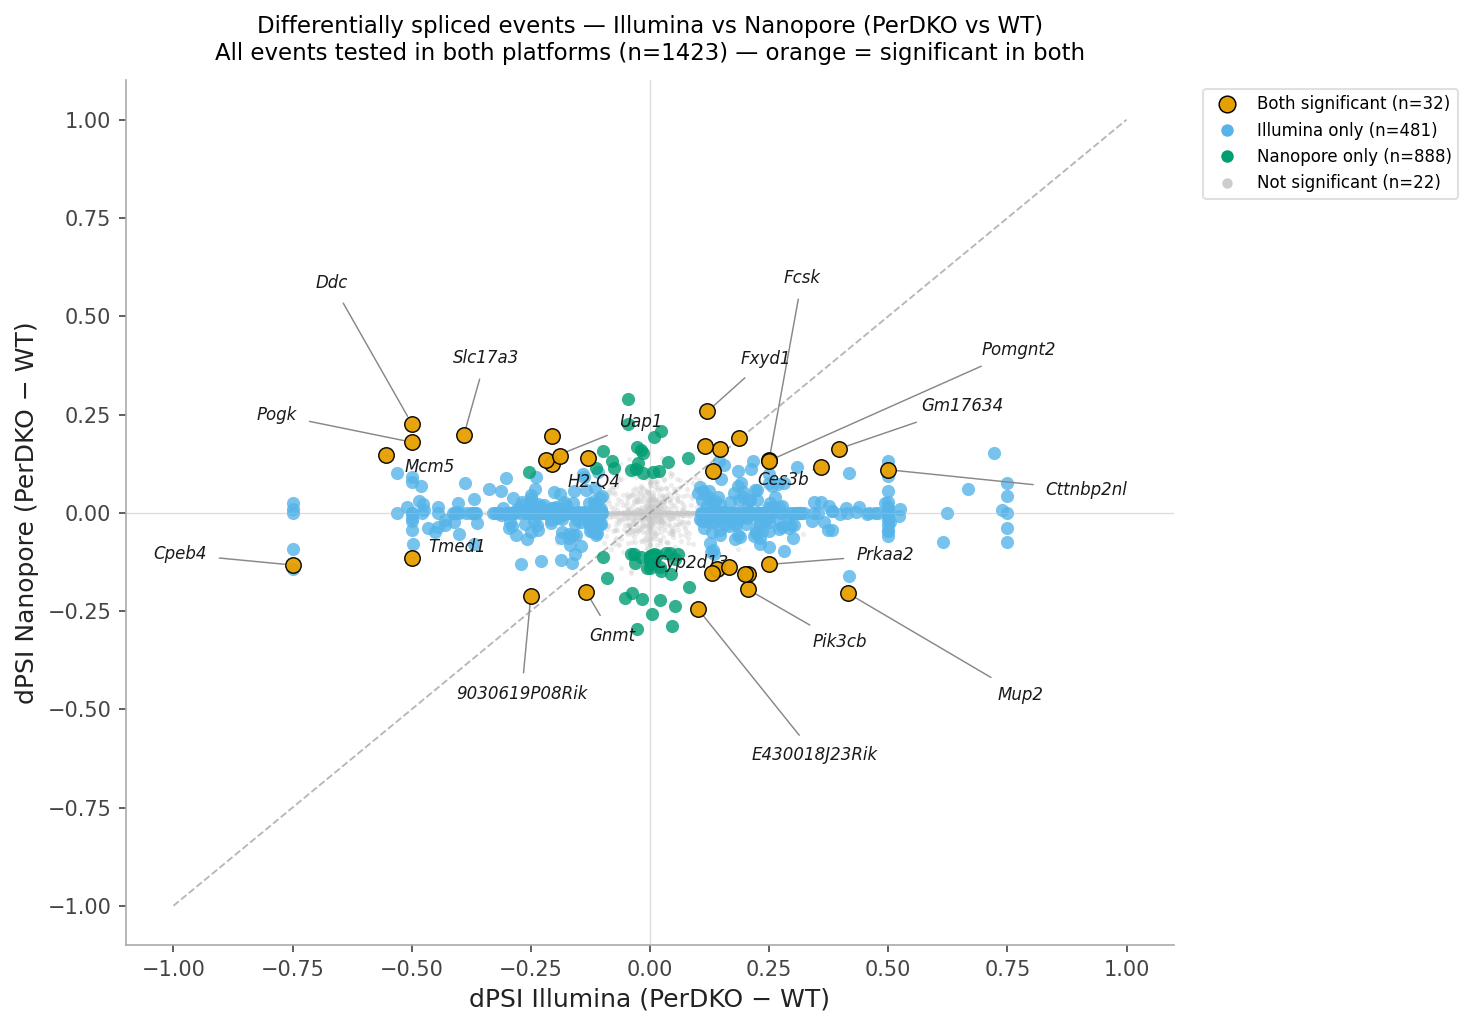 Differentially spliced events — Illumina vs Nanopore (PerDKO vs WT)
All events tested in both platforms (n=1423) — orange = significant in both
Both significant (n=32)
Illumina only (n=481)
Nanopore only (n=888)
Not significant (n=22)
dPSI Nanopore (PerDKO − WT)
1.00
0.75
0.50
0.25
0.00
−0.25
−0.50
−0.75
−1.00
Ddc
Fcsk
Slc17a3
Fxyd1
Pomgnt2
Pogk
Uap1
Gm17634
Mcm5
H2-Q4
Ces3b
Cttnbp2nl
Cpeb4
Tmed1
Cyp2d13
Prkaa2
Gnmt
Pik3cb
9030619P08Rik
Mup2
E430018J23Rik
−1.00
−0.75
−0.50
−0.25
0.00
0.25
0.50
0.75
1.00
dPSI Illumina (PerDKO − WT)